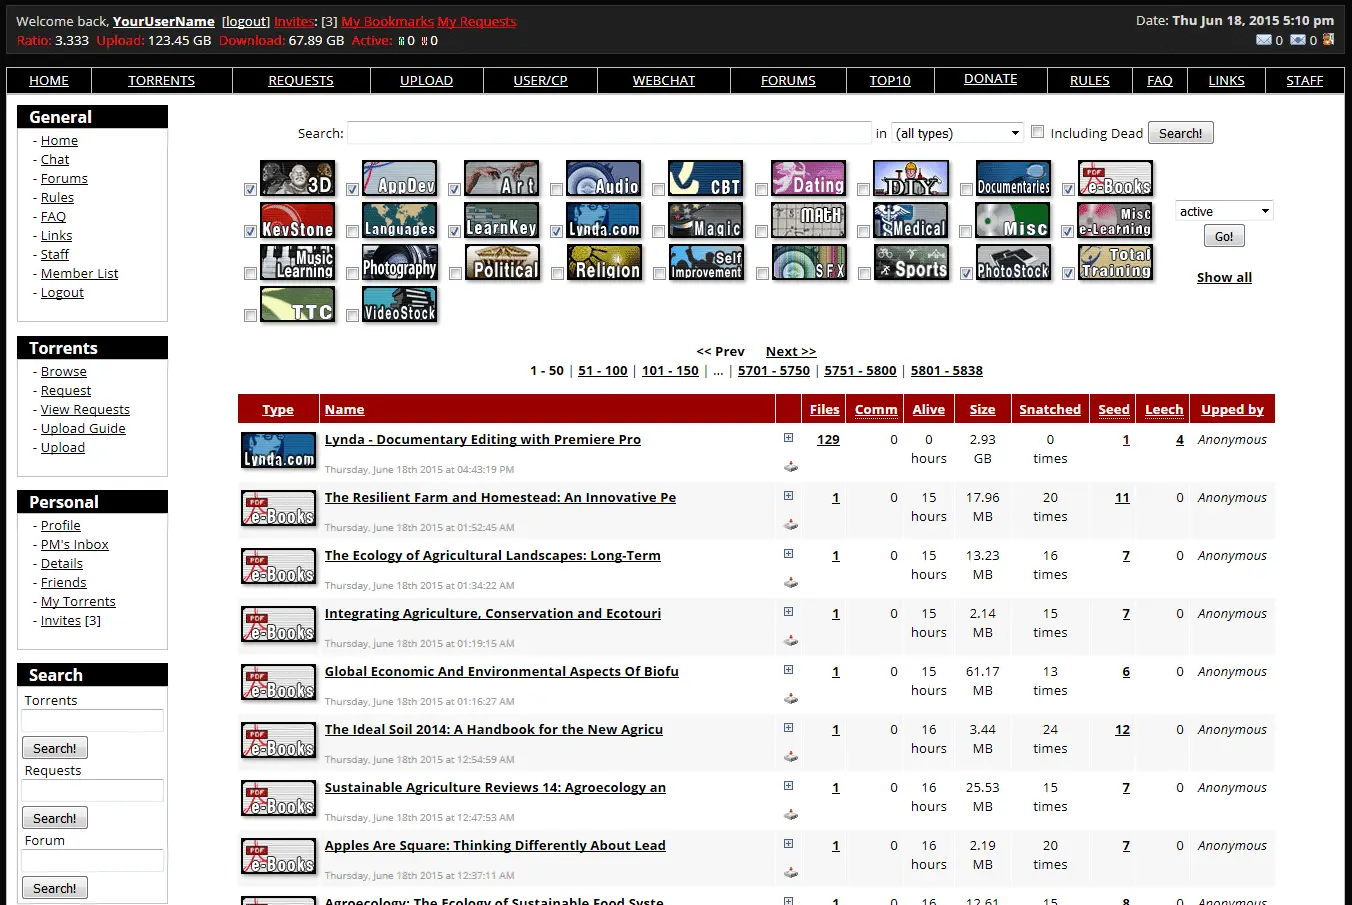 Welcome back, YourUserName [logout] Invites: [3] My Bookmarks My Requests
Date: Thu Jun 18, 2015 5:10 pm
Ratio: 3.333 Upload: 123.45 GB Download: 67.89 GB Active: 0 0
0 0
HOME TORRENTS REQUESTS UPLOAD USER/CP WEBCHAT FORUMS TOP10 DONATE RULES FAQ LINKS STAFF
General
- Home
- Chat
- Forums
- Rules
- FAQ
- Links
- Staff
- Member List
- Logout
Torrents
- Browse
- Request
- View Requests
- Upload Guide
- Upload
Personal
- Profile
- PM's Inbox
- Details
- Friends
- My Torrents
- Invites [3]
Search
Torrents
Search!
Requests
Search!
Forum
Search!
Search: in (all types) Including Dead Search!
3D AppDev Art Audio CBT Dating DIY Documentaries PDF e-Books
KeyStone Languages LearnKey Lynda.com Magic MATH Medical Misc Misc e-Learning
Music Learning Photography Political Religion Self Improvement SFX Sports PhotoStock Total Training
TTC VideoStock
active
Go!
Show all
<< Prev Next >>
1 - 50 | 51 - 100 | 101 - 150 | ... | 5701 - 5750 | 5751 - 5800 | 5801 - 5838
Type Name Files Comm Alive Size Snatched Seed Leech Upped by
Lynda.com Lynda - Documentary Editing with Premiere Pro 129 0 0 hours 2.93 GB 0 times 1 4 Anonymous
Thursday, June 18th 2015 at 04:43:19 PM
PDF e-Books The Resilient Farm and Homestead: An Innovative Pe 1 0 15 hours 17.96 MB 20 times 11 0 Anonymous
Thursday, June 18th 2015 at 01:52:45 AM
PDF e-Books The Ecology of Agricultural Landscapes: Long-Term 1 0 15 hours 13.23 MB 16 times 7 0 Anonymous
Thursday, June 18th 2015 at 01:34:22 AM
PDF e-Books Integrating Agriculture, Conservation and Ecotouri 1 0 15 hours 2.14 MB 15 times 7 0 Anonymous
Thursday, June 18th 2015 at 01:19:15 AM
PDF e-Books Global Economic And Environmental Aspects Of Biofu 1 0 15 hours 61.17 MB 13 times 6 0 Anonymous
Thursday, June 18th 2015 at 01:16:27 AM
PDF e-Books The Ideal Soil 2014: A Handbook for the New Agricu 1 0 16 hours 3.44 MB 24 times 12 0 Anonymous
Thursday, June 18th 2015 at 12:54:59 AM
PDF e-Books Sustainable Agriculture Reviews 14: Agroecology an 1 0 16 hours 25.53 MB 15 times 7 0 Anonymous
Thursday, June 18th 2015 at 12:47:53 AM
PDF e-Books Apples Are Square: Thinking Differently About Lead 1 0 16 hours 2.19 MB 20 times 7 0 Anonymous
Thursday, June 18th 2015 at 12:37:11 AM
Agroecology: The Ecology of Sustainable Food Syste 1 0 16 12.61 15 8 0 Anonymous